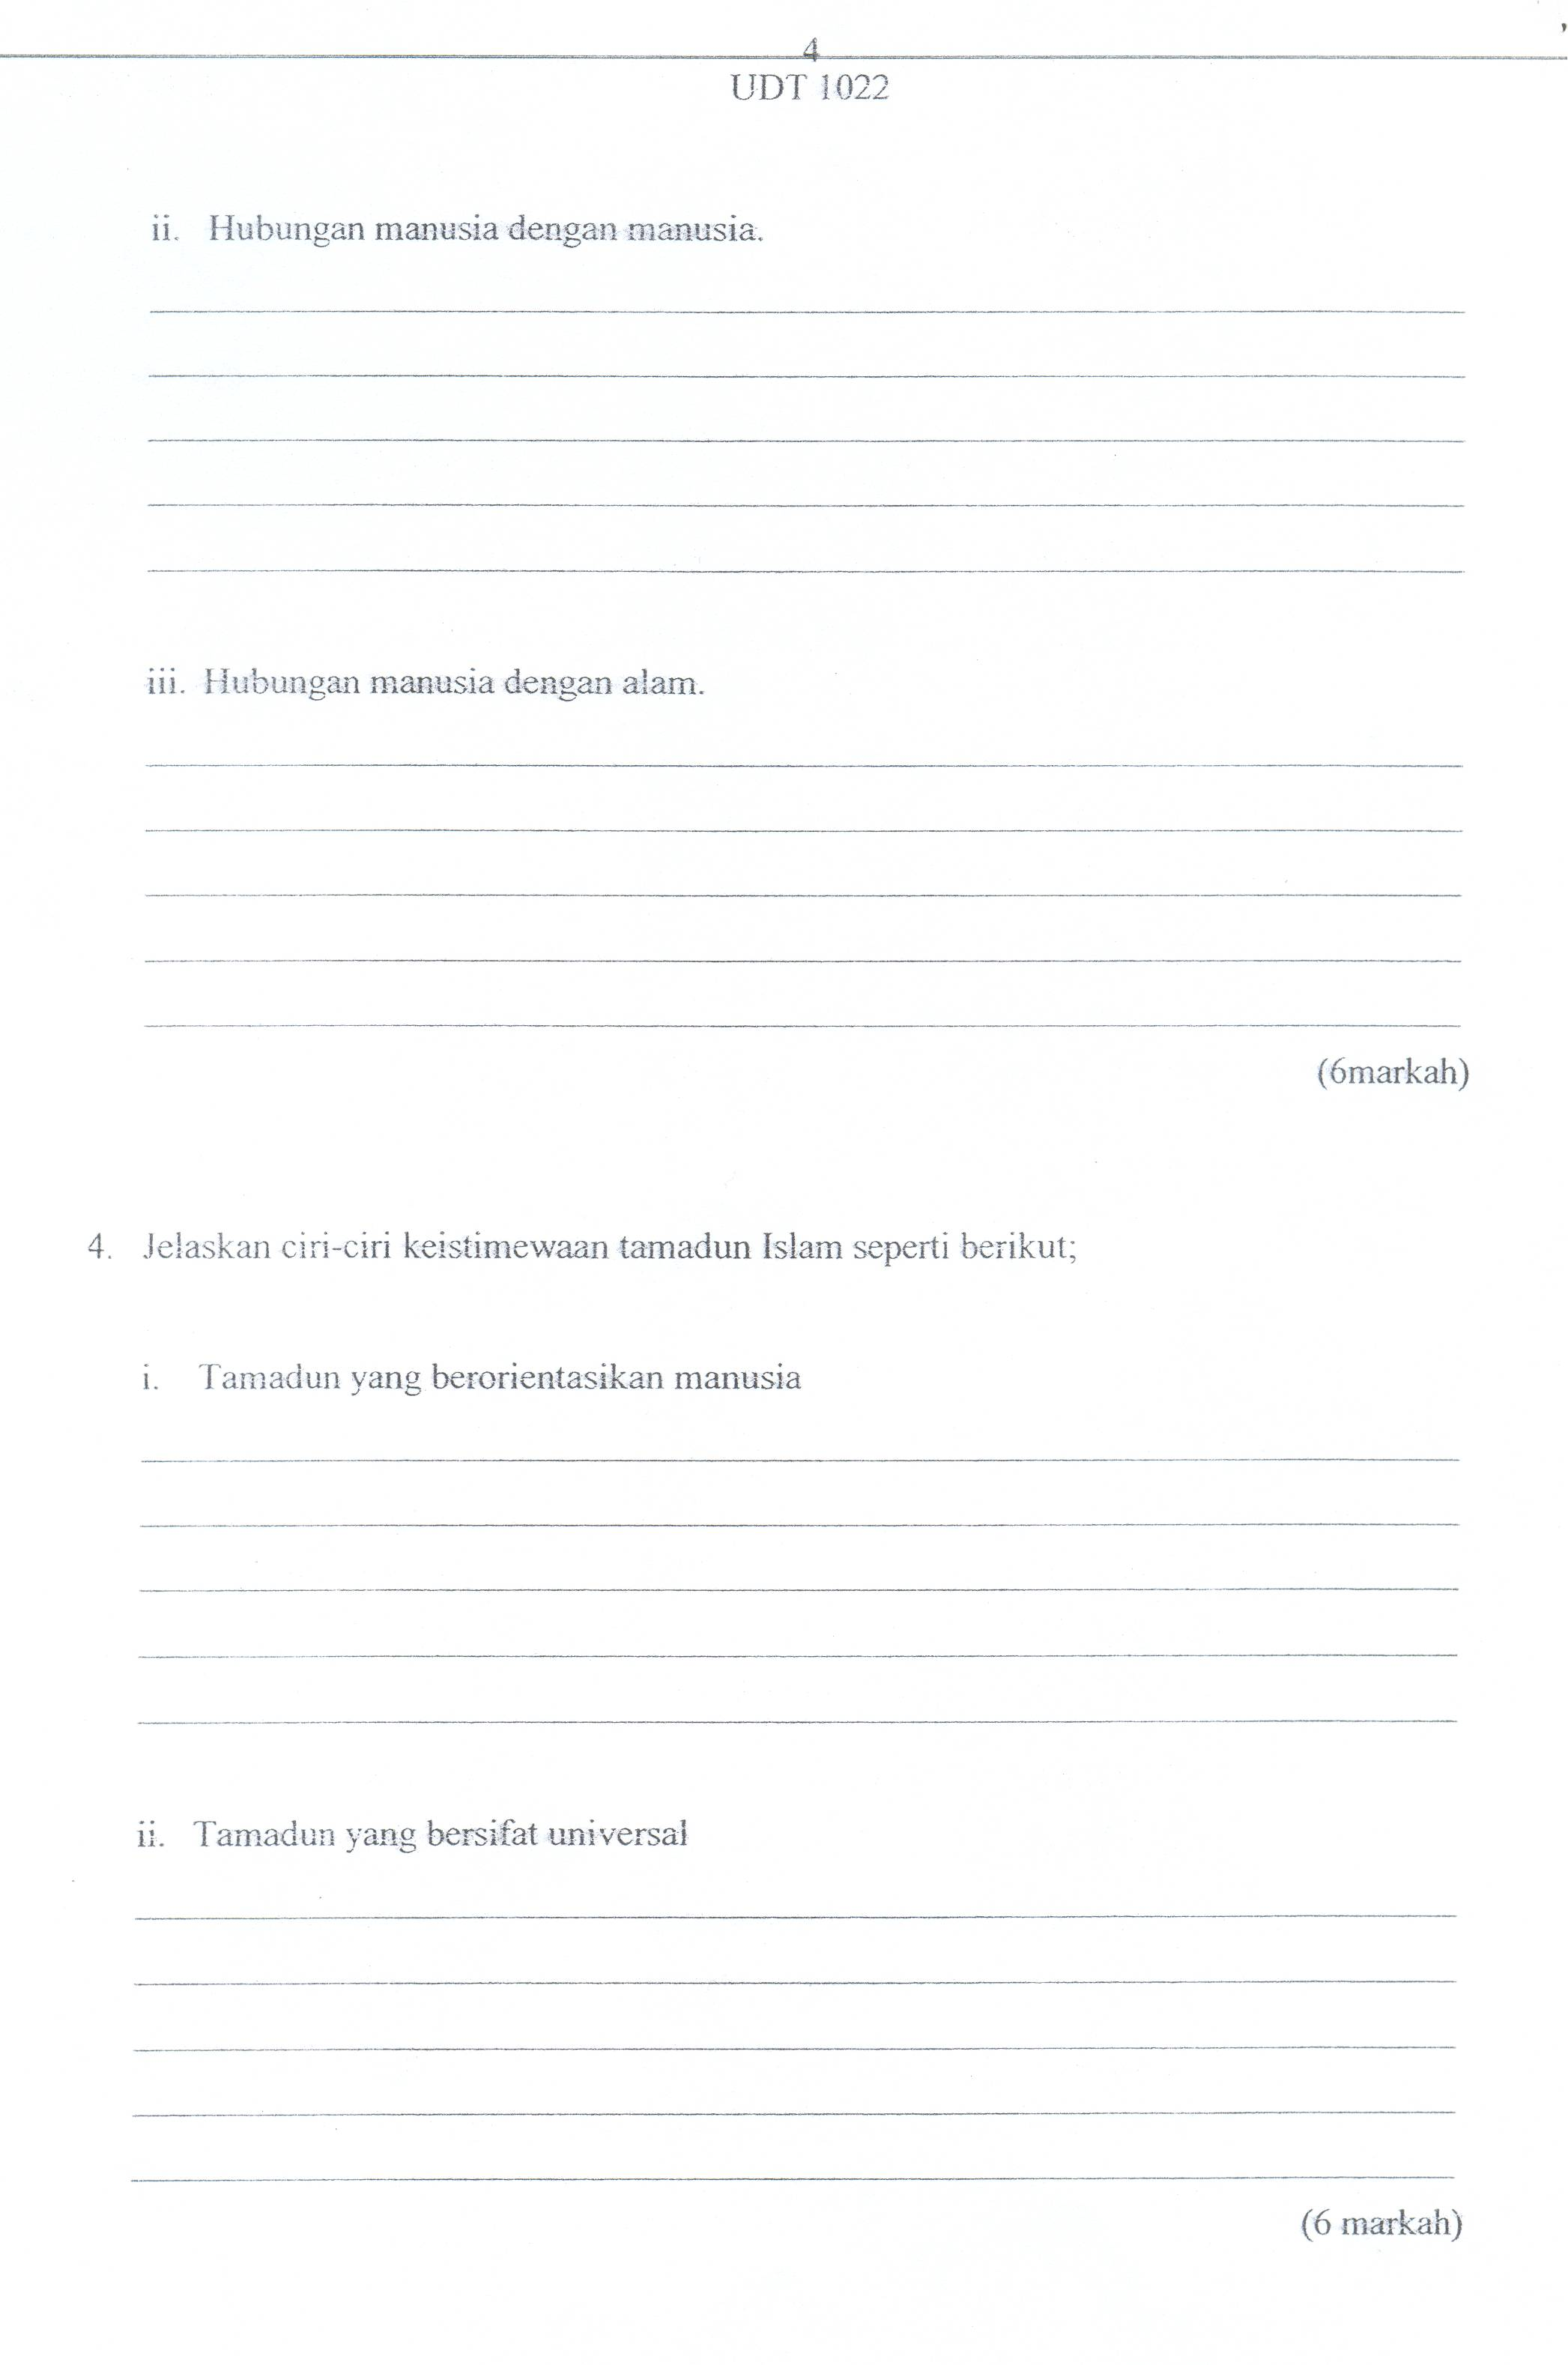 4
UDT 1022
ii. Hubungan manusia dengan manusia.
iii. Hubungan manusia dengan alam.
(6markah)
4. Jelaskan ciri-ciri keistimewaan tamadun Islam seperti berikut;
i. Tamadun yang berorientasikan manusia
ii. Tamadun yang bersifat universal
(6 markah)